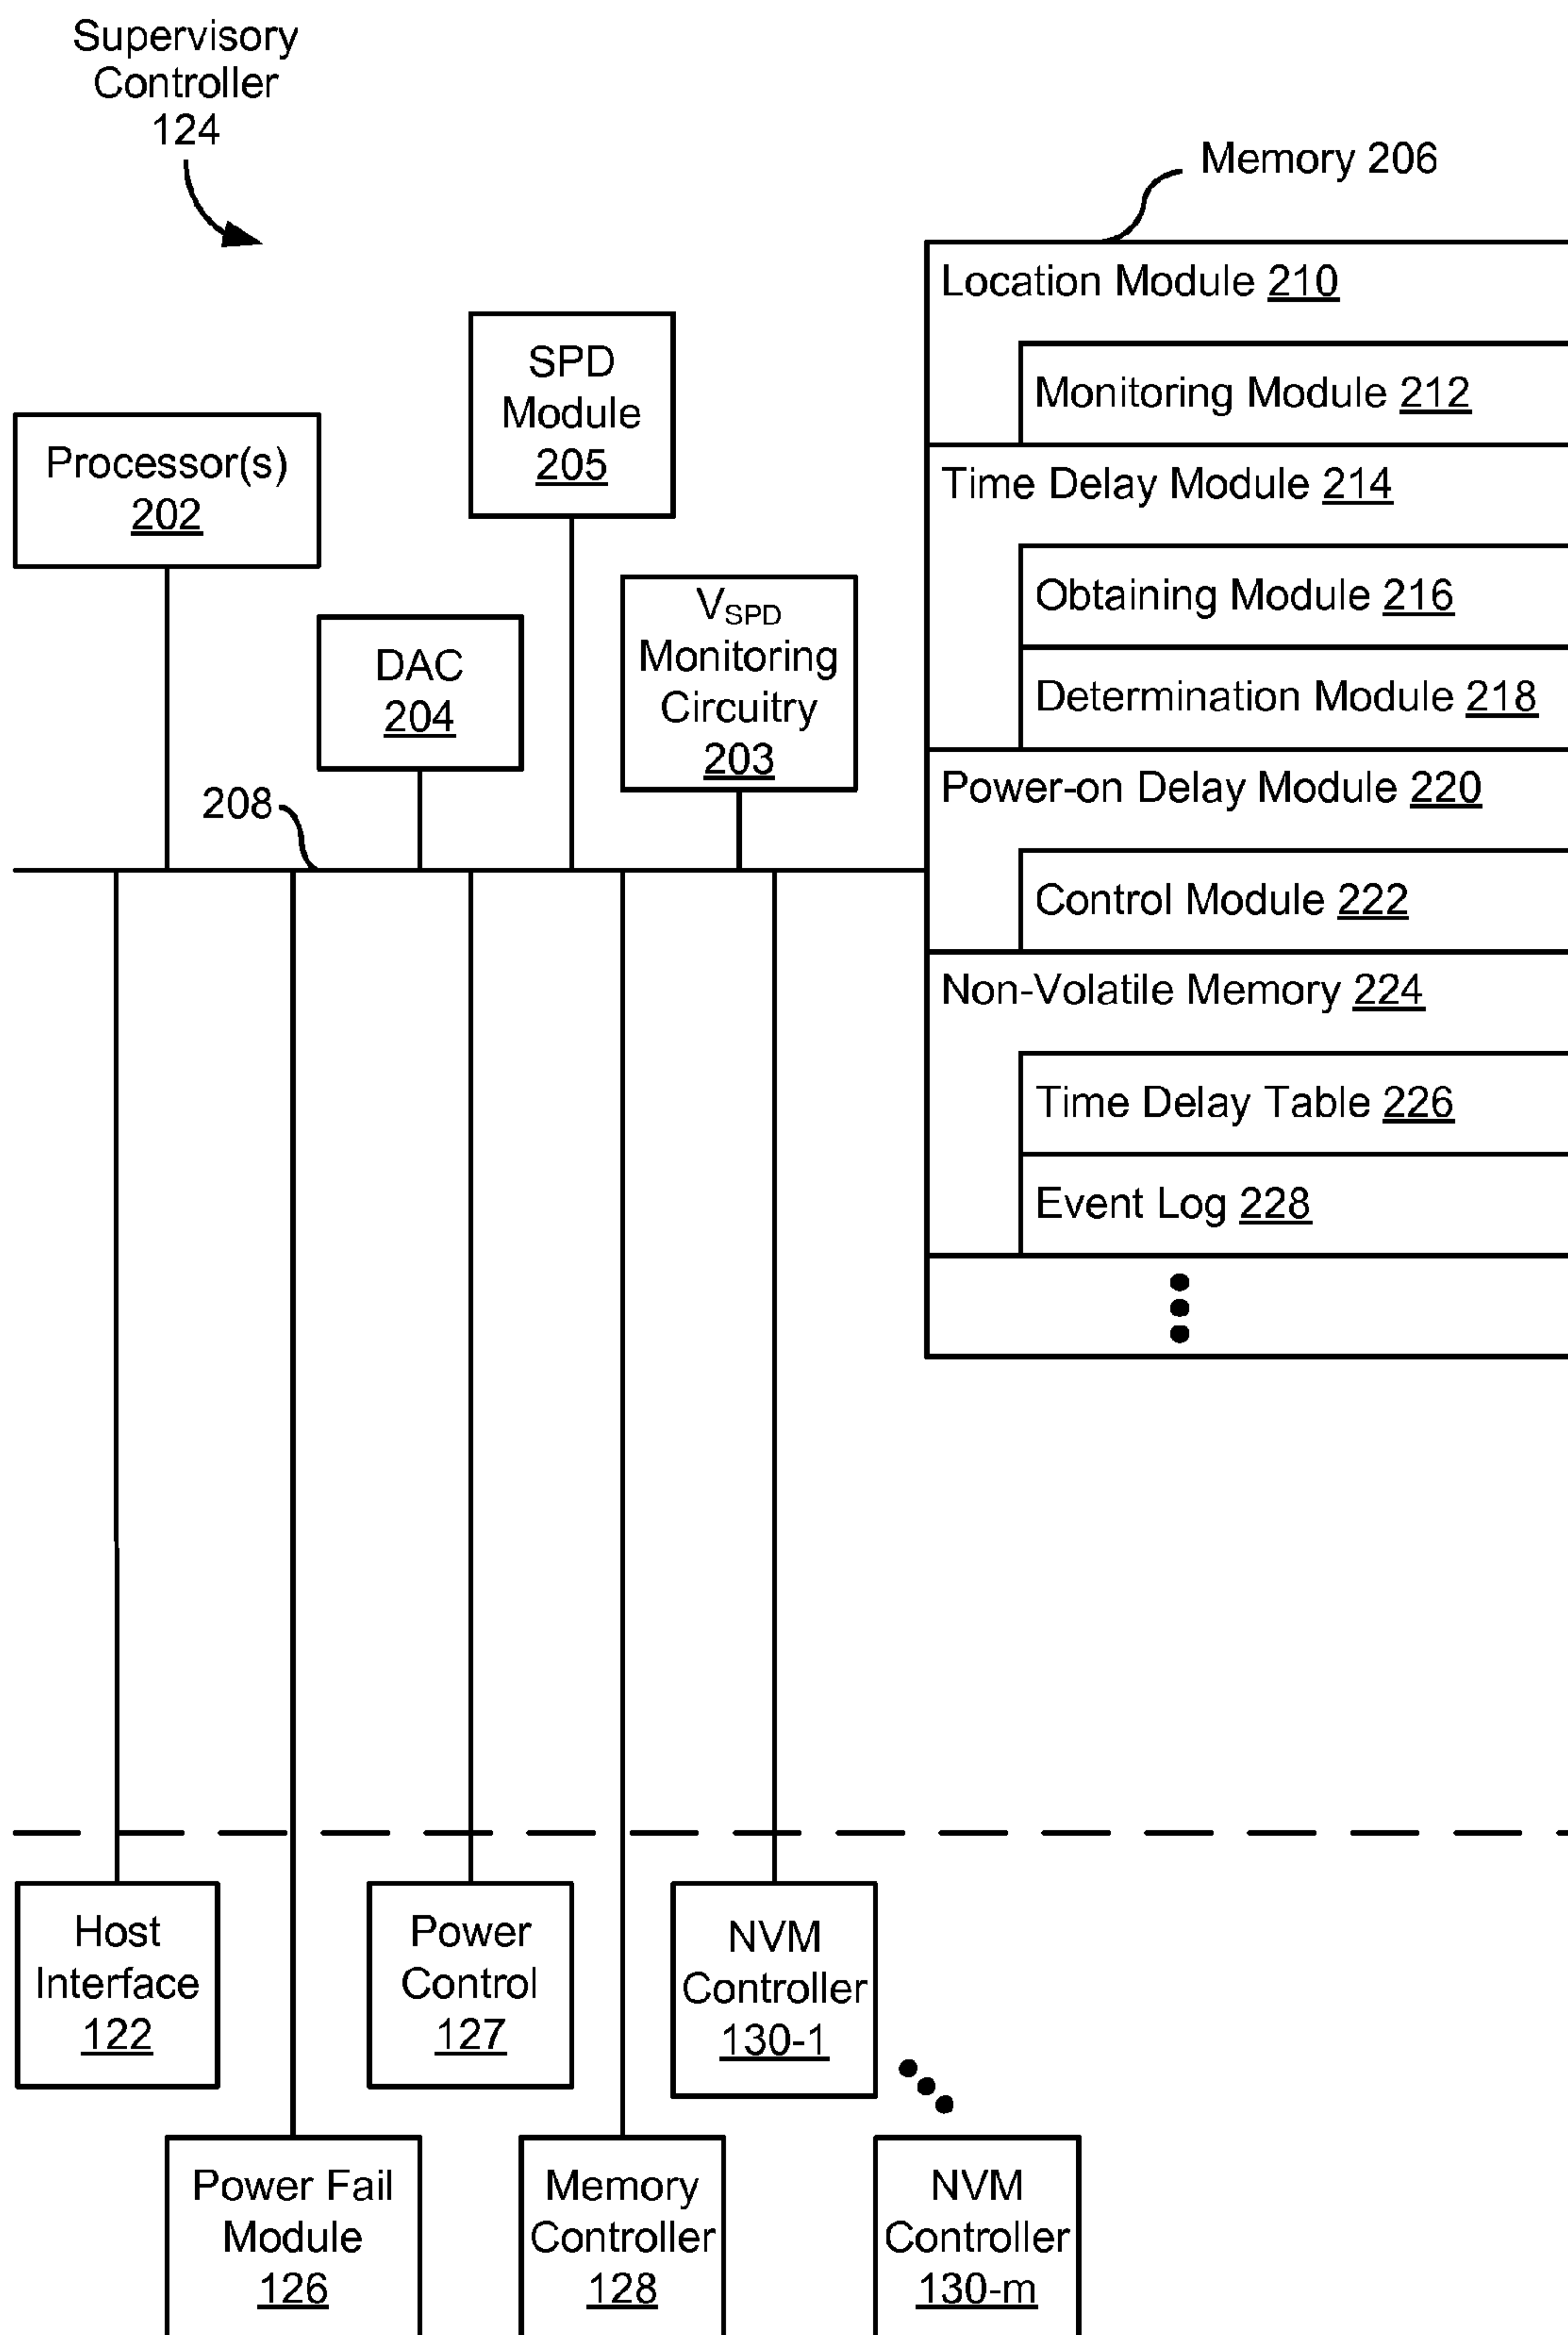 Supervisory
Controller
124
Memory 206
Location Module 210
Monitoring Module 212
Time Delay Module 214
Obtaining Module 216
Determination Module 218
Power-on Delay Module 220
Control Module 222
Non-Volatile Memory 224
Time Delay Table 226
Event Log 228
SPD
Module
205
Processor(s)
202
VSPD
Monitoring
Circuitry
203
DAC
204
208
Host
Interface
122
Power
Control
127
NVM
Controller
130-1
Power Fail
Module
126
Memory
Controller
128
NVM
Controller
130-m